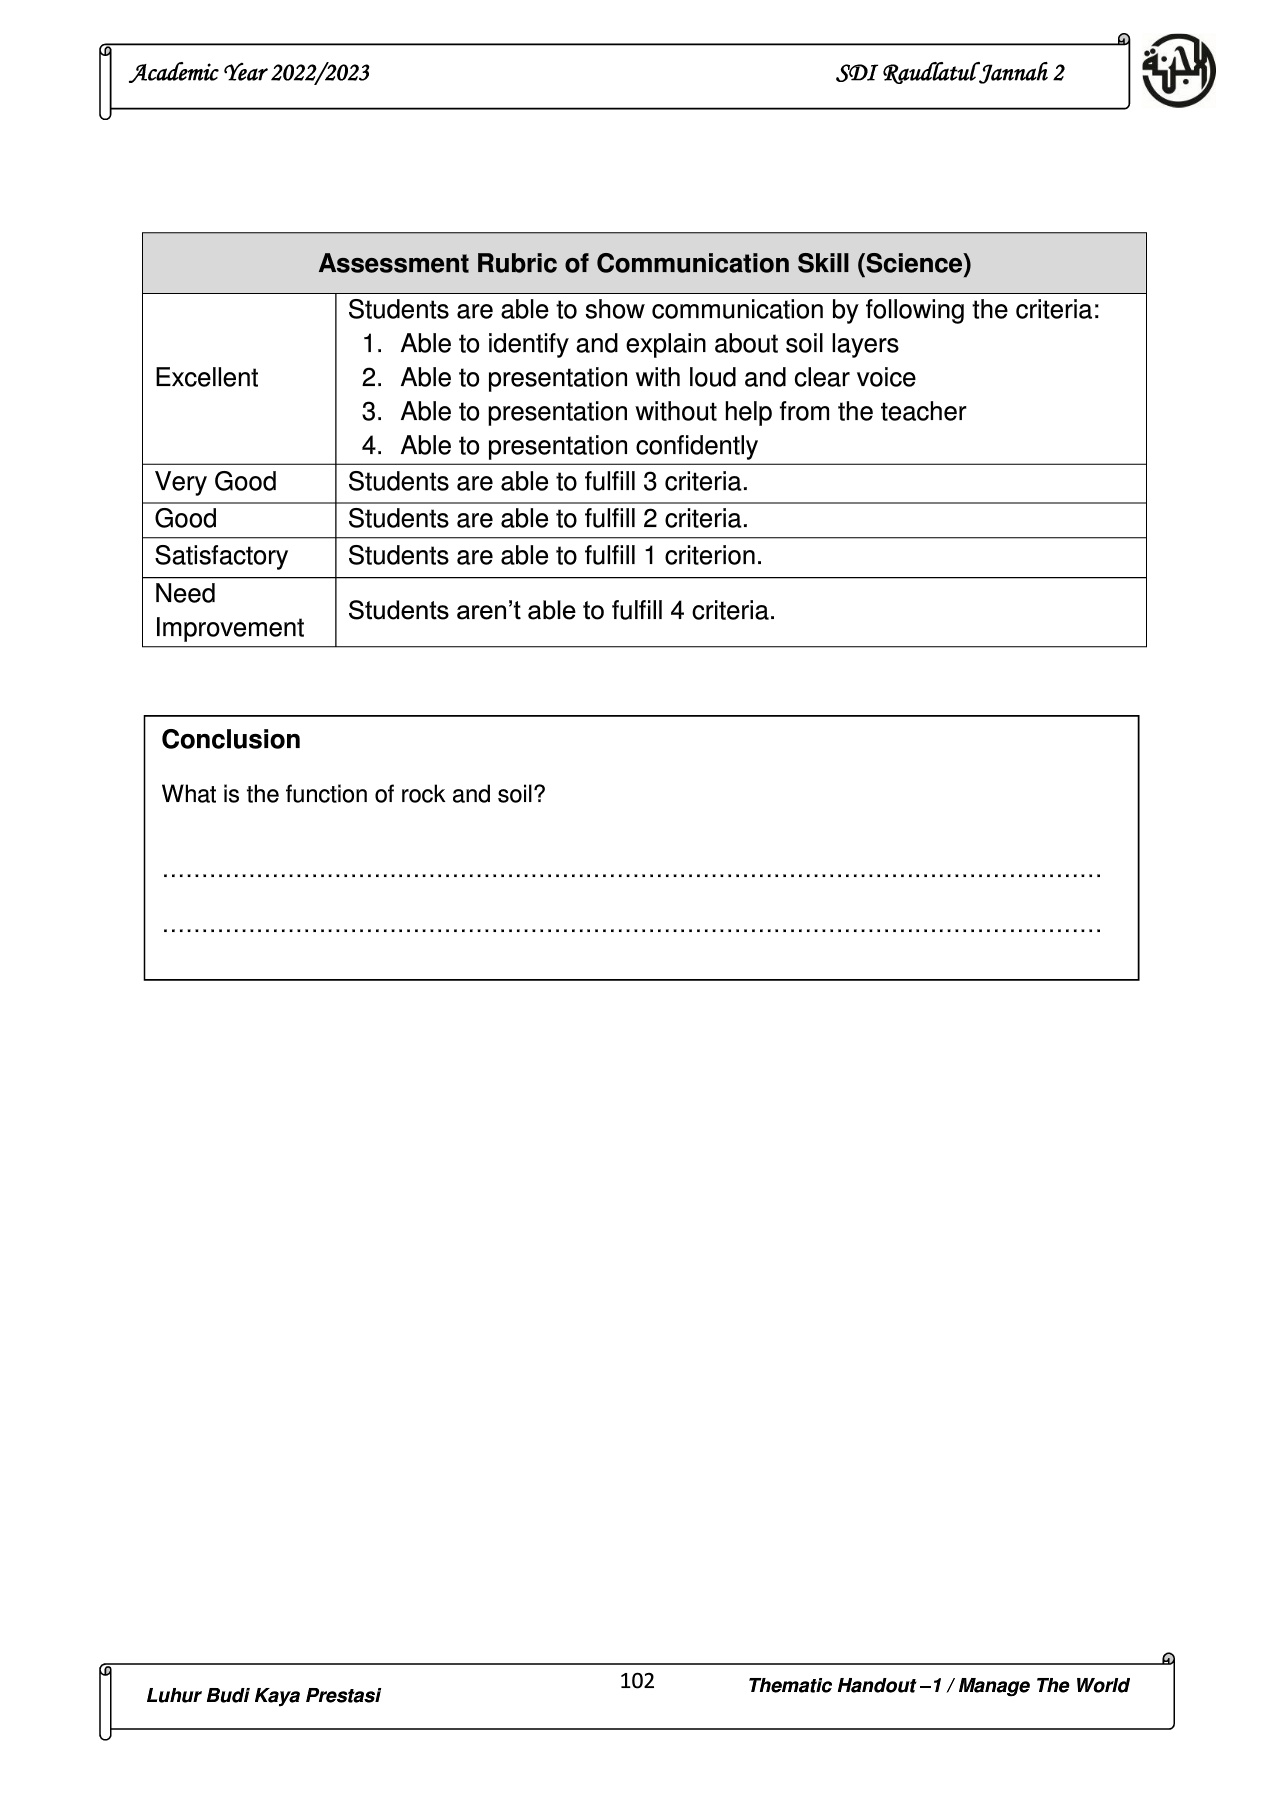 Academic Year 2022/2023 SDI Raudlatul Jannah 2
Assessment Rubric of Communication Skill (Science)
Excellent
Students are able to show communication by following the criteria:
1. Able to identify and explain about soil layers
2. Able to presentation with loud and clear voice
3. Able to presentation without help from the teacher
4. Able to presentation confidently
Very Good Students are able to fulfill 3 criteria.
Good Students are able to fulfill 2 criteria.
Satisfactory Students are able to fulfill 1 criterion.
Need
Improvement
Students aren’t able to fulfill 4 criteria.
Conclusion
What is the function of rock and soil?
Luhur Budi Kaya Prestasi 102 Thematic Handout –1 / Manage The World